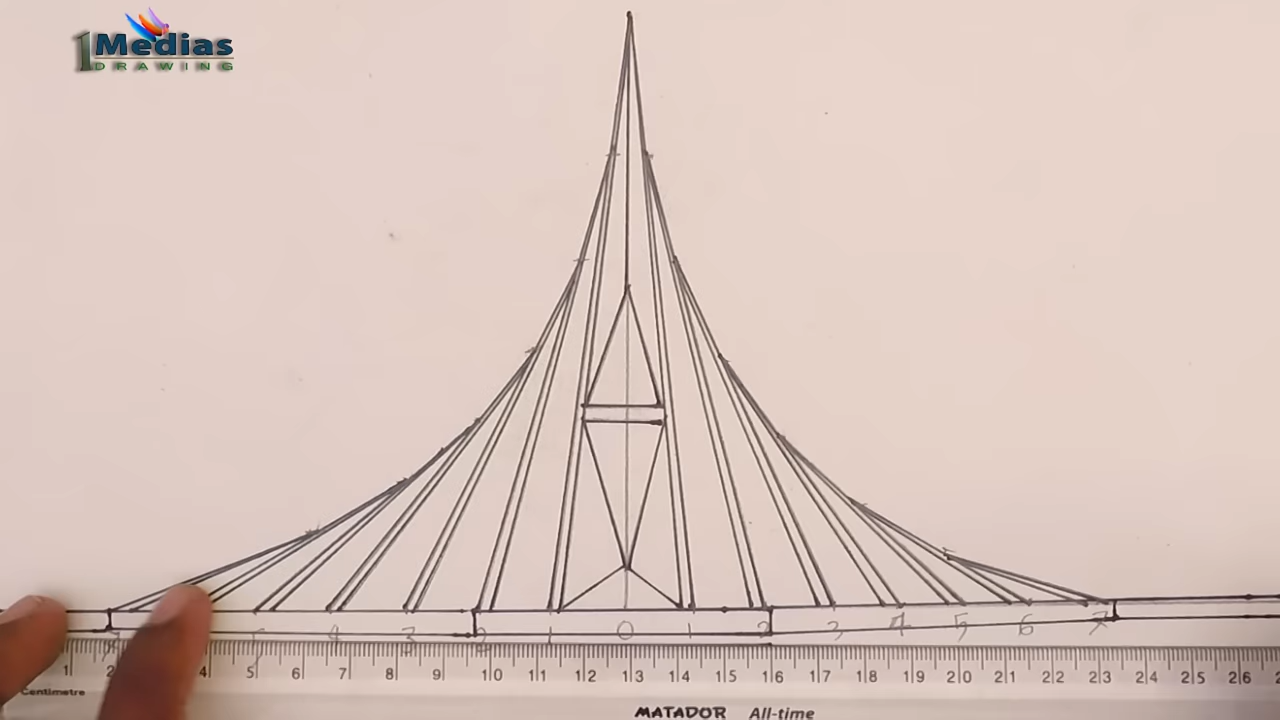 1Medias
DRAWING
5 4 3 2 1 0 1 2 3 4 5 6 7
1 2 4 5 6 7 8 9 10 11 12 13 14 15 16 17 18 19 20 21 22 23 24 25 26
Centimetre
MATADOR All-time